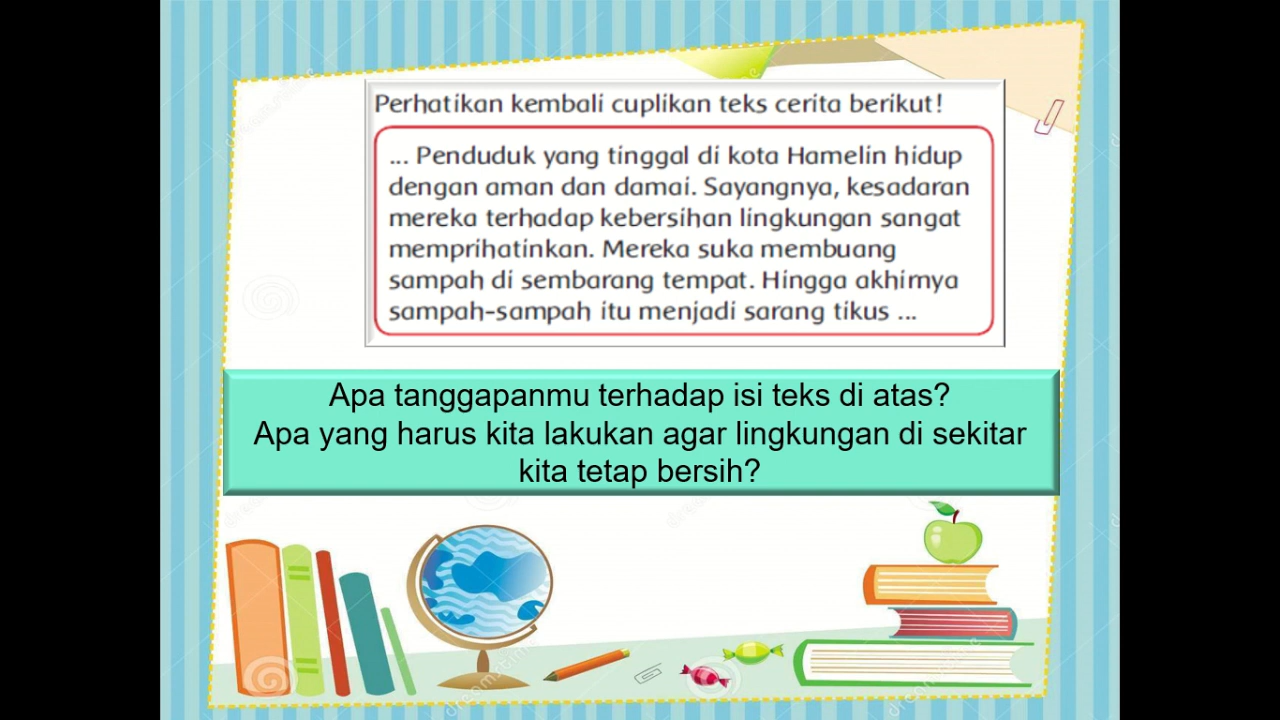 Perhatikan kembali cuplikan teks cerita berikut!
... Penduduk yang tinggal di kota Hamelin hidup
dengan aman dan damai. Sayangnya, kesadaran
mereka terhadap kebersihan lingkungan sangat
memprihatinkan. Mereka suka membuang
sampah di sembarang tempat. Hingga akhirnya
sampah-sampah itu menjadi sarang tikus ...
Apa tanggapanmu terhadap isi teks di atas?
Apa yang harus kita lakukan agar lingkungan di sekitar
kita tetap bersih?